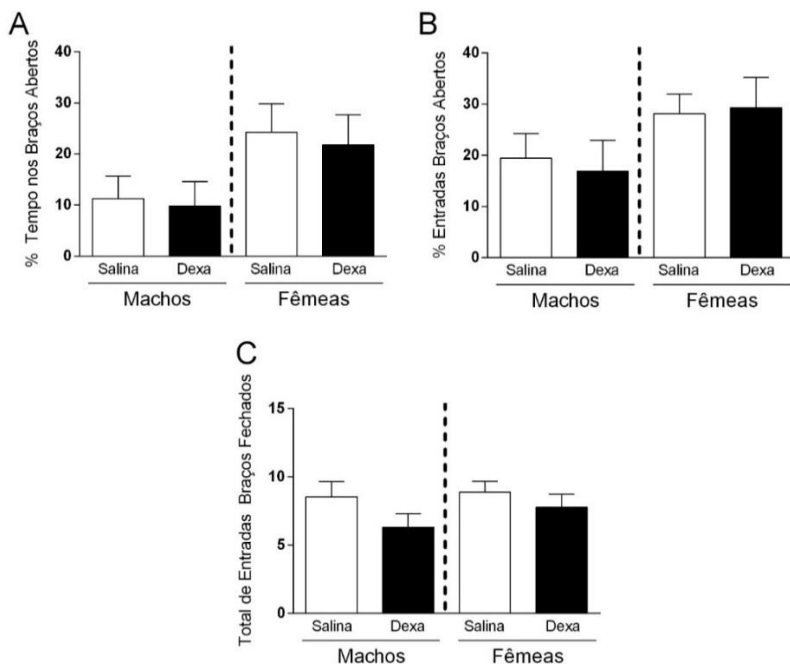 A
% Tempo nos Braços Abertos
40
30
20
10
0
Salina Dexa Salina Dexa
Machos Fêmeas
B
% Entradas Braços Abertos
40
30
20
10
0
Salina Dexa Salina Dexa
Machos Fêmeas
C
Total de Entradas Braços Fechados
15
10
5
0
Salina Dexa Salina Dexa
Machos Fêmeas